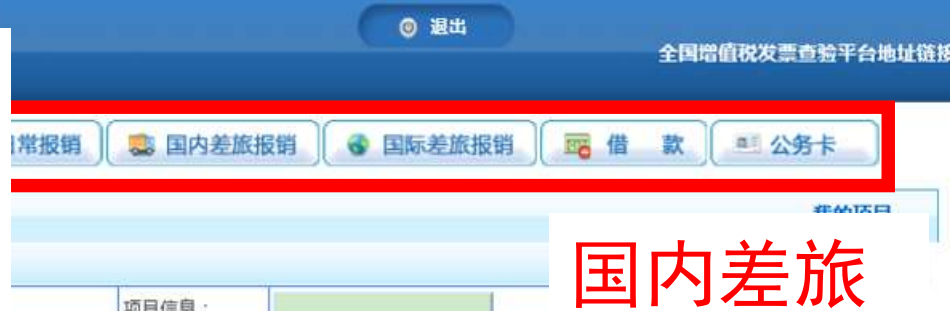 退出
全国增值税发票查验平台地址链接
常报销 国内差旅报销 国际差旅报销 借 款 公务卡
我的项目
国内差旅
项目信息：